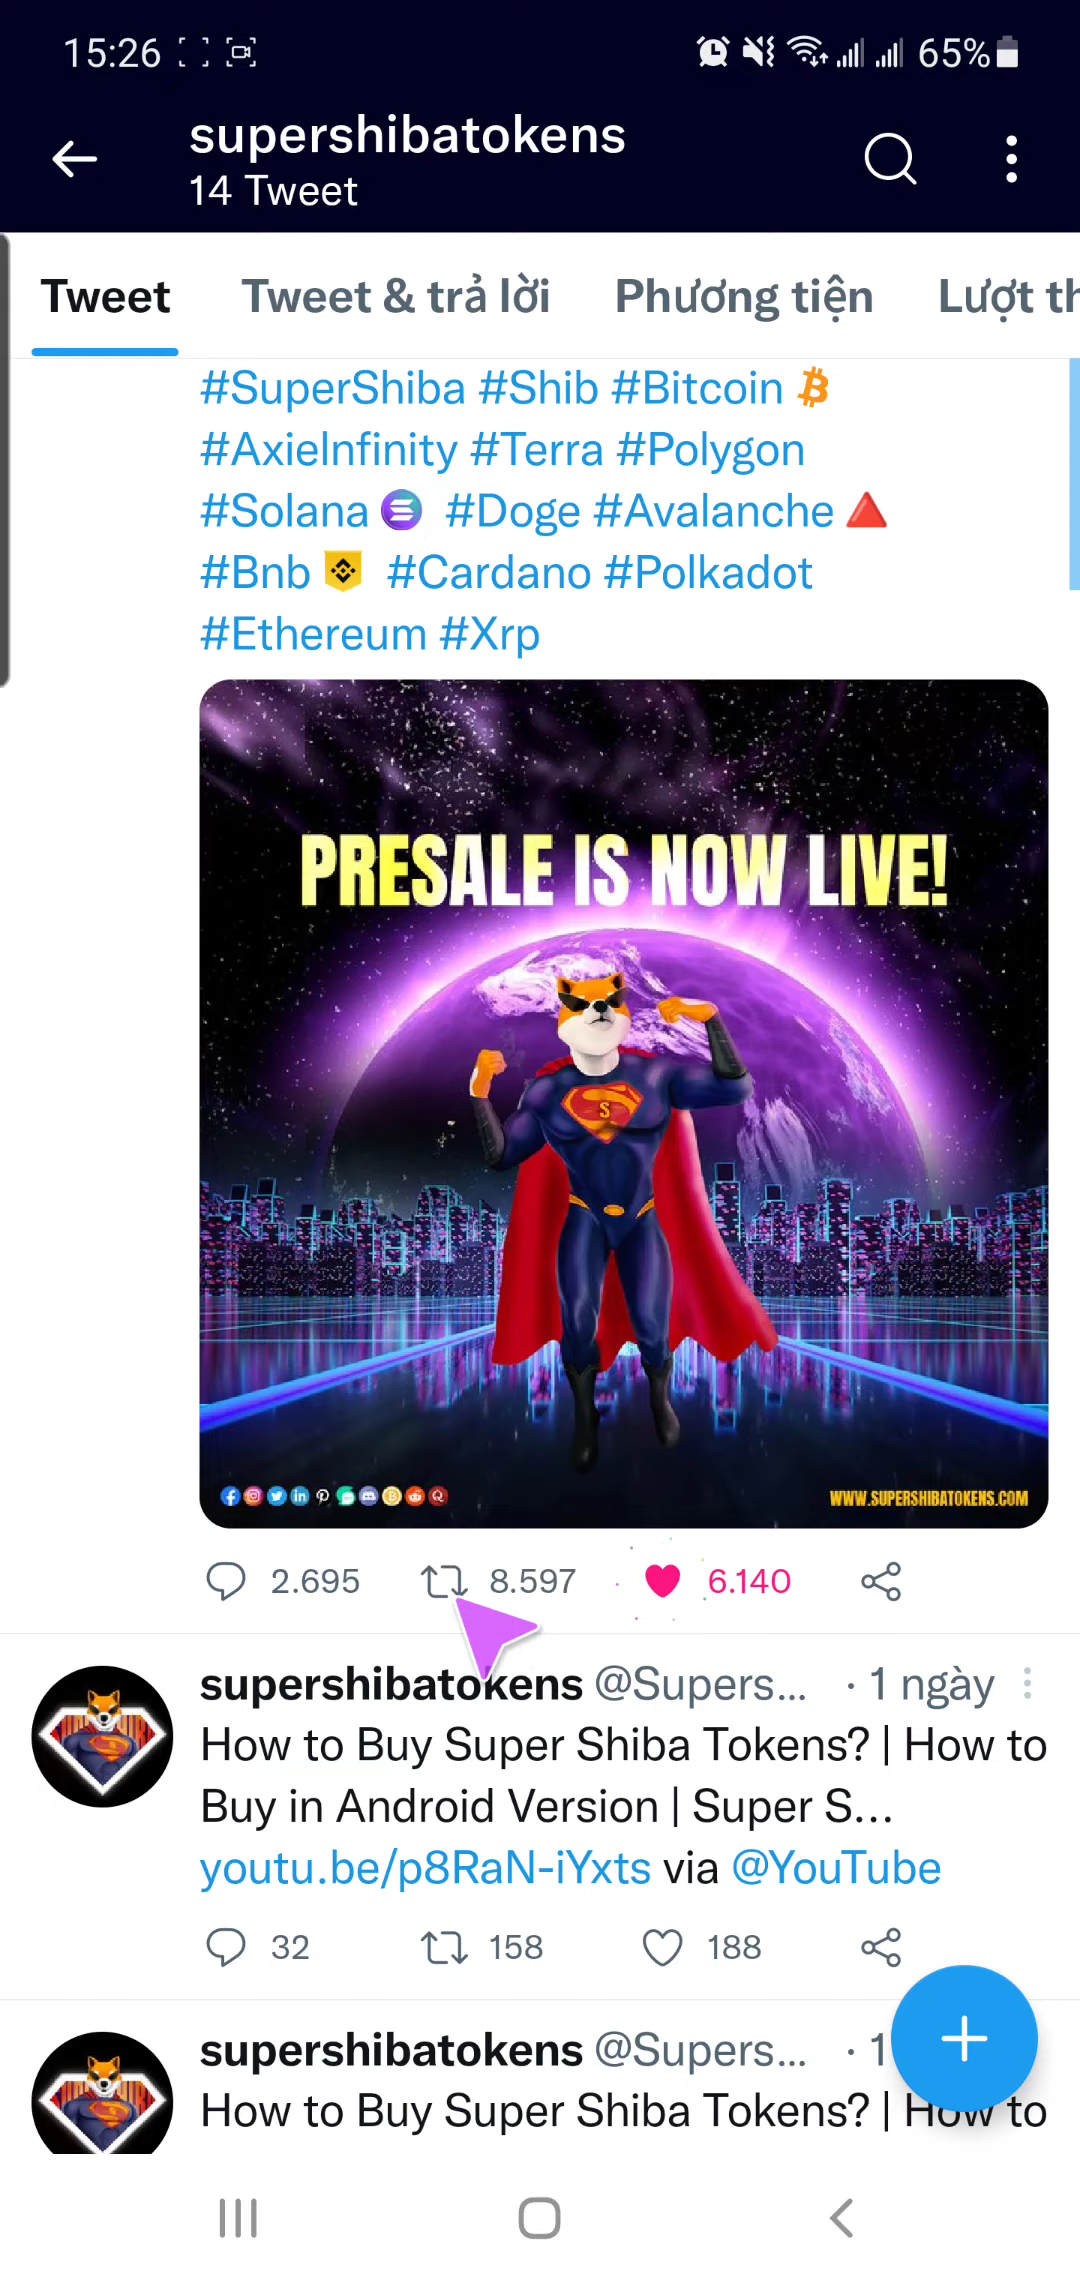 15:26
65%
supershibatokens
14 Tweet
Tweet Tweet & trả lời Phương tiện Lượt th
#SuperShiba #Shib #Bitcoin
#AxieInfinity #Terra #Polygon
#Solana #Doge #Avalanche
#Bnb #Cardano #Polkadot
#Ethereum #Xrp
PRESALE IS NOW LIVE!
S
WWW.SUPERSHIBATOKENS.COM
2.695 8.597 6.140
supershibatokens @Supers... · 1 ngày
How to Buy Super Shiba Tokens? | How to
Buy in Android Version | Super S...
youtu.be/p8RaN-iYxts via @YouTube
32 158 188
supershibatokens @Supers... · 1
How to Buy Super Shiba Tokens? | How to